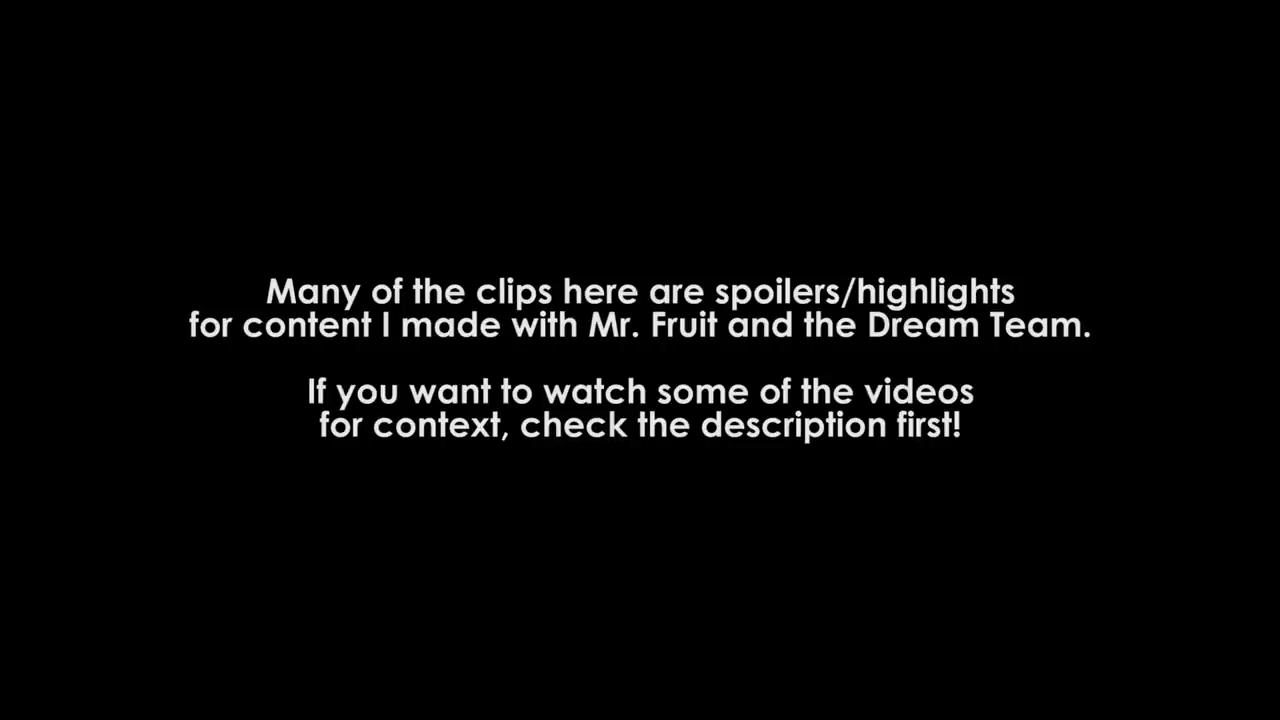 Many of the clips here are spoilers/highlights
for content I made with Mr. Fruit and the Dream Team.
If you want to watch some of the videos
for context, check the description first!